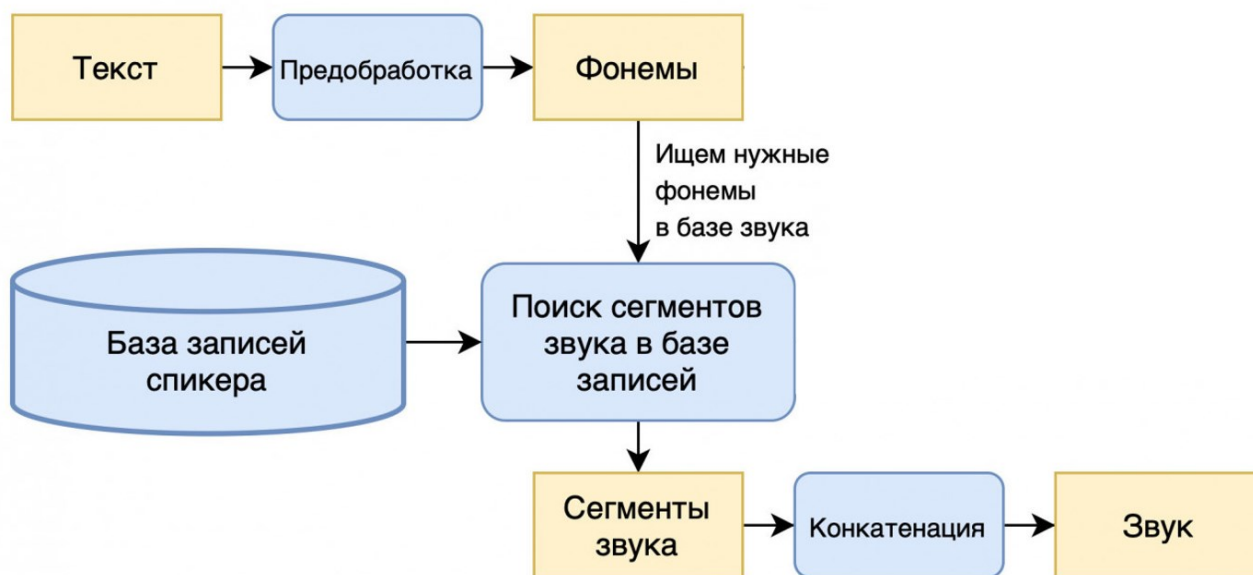 Текст
Предобработка
Фонемы
Ищем нужные
фонемы
в базе звука
База записей
спикера
Поиск сегментов
звука в базе
записей
Сегменты
звука
Конкатенация
Звук